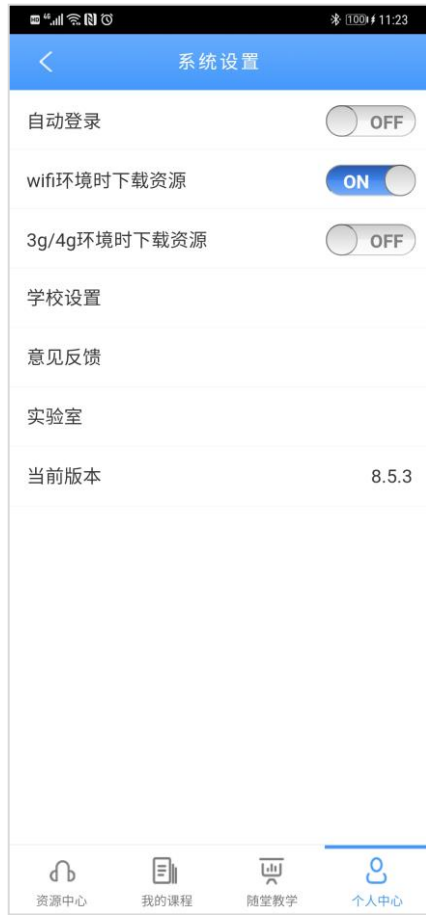 HD 4G 100 11:23
系统设置
自动登录 OFF
wifi环境时下载资源 ON
3g/4g环境时下载资源 OFF
学校设置
意见反馈
实验室
当前版本 8.5.3
资源中心 我的课程 随堂教学 个人中心